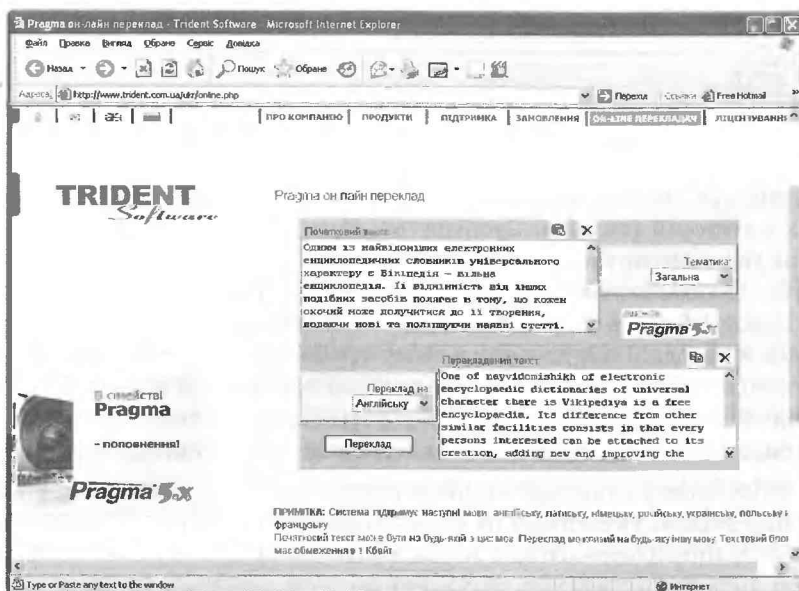 Pragma он-лайн переклад - Trident Software - Microsoft Internet Explorer
Файл Правка Вигляд Обране Сервіс Довідка
Назад Пошук Обране
Адреса: http://www.trident.com.ua/ukr/online.php Перехід Ссылки Free Hotmail
ПРО КОМПАНІЮ ПРОДУКТИ ПІДТРИМКА ЗАМОВЛЕННЯ ON-LINE ПЕРЕКЛАДАЧ ЛІЦЕНЗУВАННЯ
TRIDENT
Software
Pragma он лайн переклад
Початковий текст
Одним із найвідоміших електронних
енциклопедичних словників універсального
характеру є Вікіпедія – вільна
енциклопедія. Її відмінність від інших
подібних засобів полягає в тому, що кожен
охочий може долучитися до її творення,
додаючи нові та поліпшуючи наявні статті.
Тематика:
Загальна
Pragma 5.x
Перекладений текст
Переклад на
Англійську
Переклад
One of nayvidomishikh of electronic
encyclopaedic dictionaries of universal
character there is Vikipediya is a free
encyclopaedia. Its difference from other
similar facilities consists in that every
persons interested can be attached to its
creation, adding new and improving the
В сімействі
Pragma
- поповнення!
Pragma 5.x
ПРИМІТКА: Система підтримує наступні мови: англійську, латиську, німецьку, російську, українську, польську і
французьку
Початковий текст може бути на будь-якій з цих мов. Переклад можливий на будь-яку іншу мову. Текстовий блок
має обмеження в 1 Кбайт
Type or Paste any text to the window Интернет